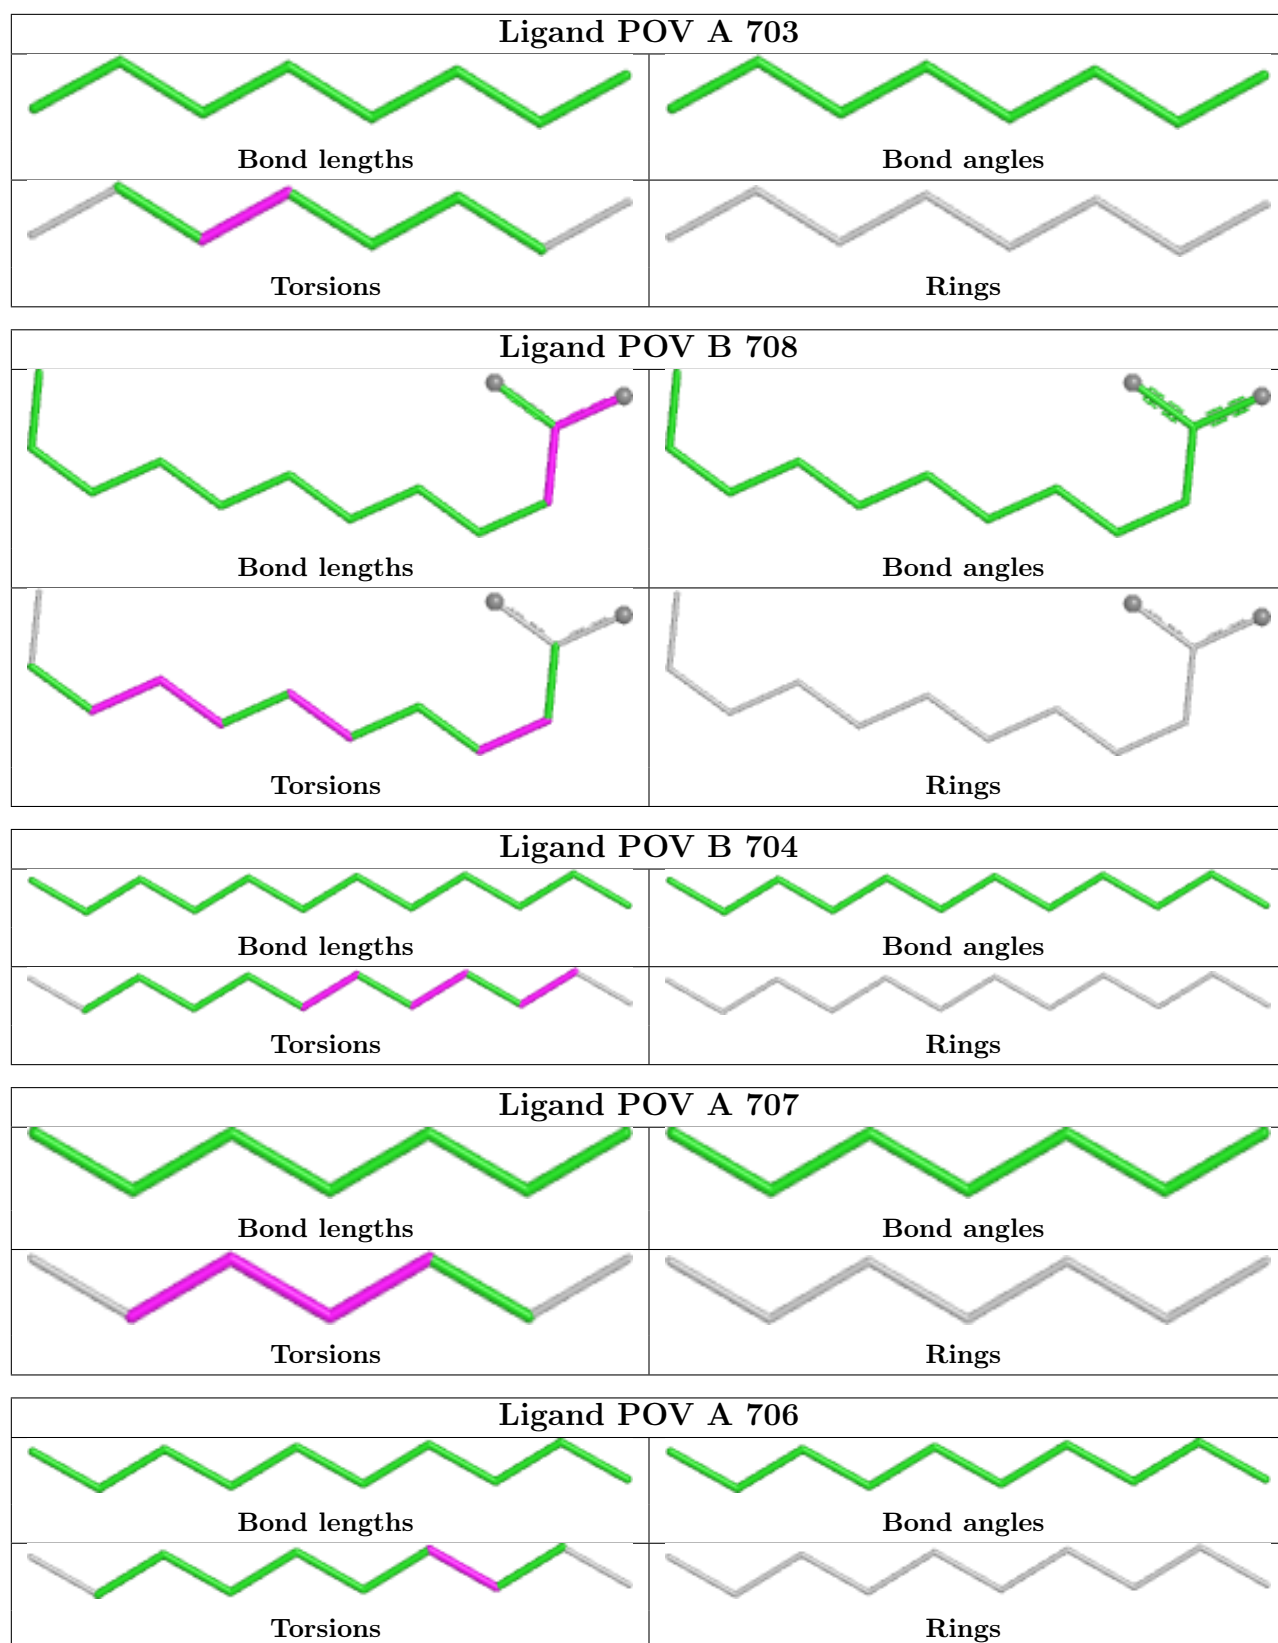 Ligand POV A 703
Bond lengths Bond angles
Torsions Rings
Ligand POV B 708
Bond lengths Bond angles
Torsions Rings
Ligand POV B 704
Bond lengths Bond angles
Torsions Rings
Ligand POV A 707
Bond lengths Bond angles
Torsions Rings
Ligand POV A 706
Bond lengths Bond angles
Torsions Rings